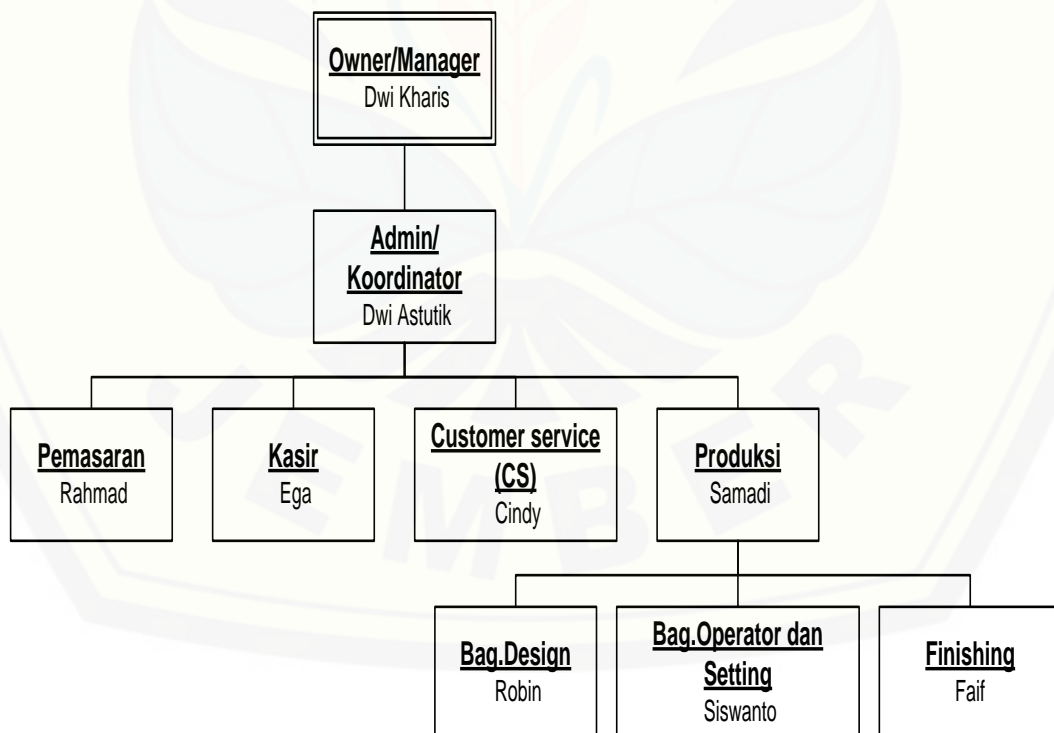 Owner/Manager
Dwi Kharis
Admin/
Koordinator
Dwi Astutik
Pemasaran
Rahmad
Kasir
Ega
Customer service
(CS)
Cindy
Produksi
Samadi
Bag.Design
Robin
Bag.Operator dan
Setting
Siswanto
Finishing
Faif
JEMBER